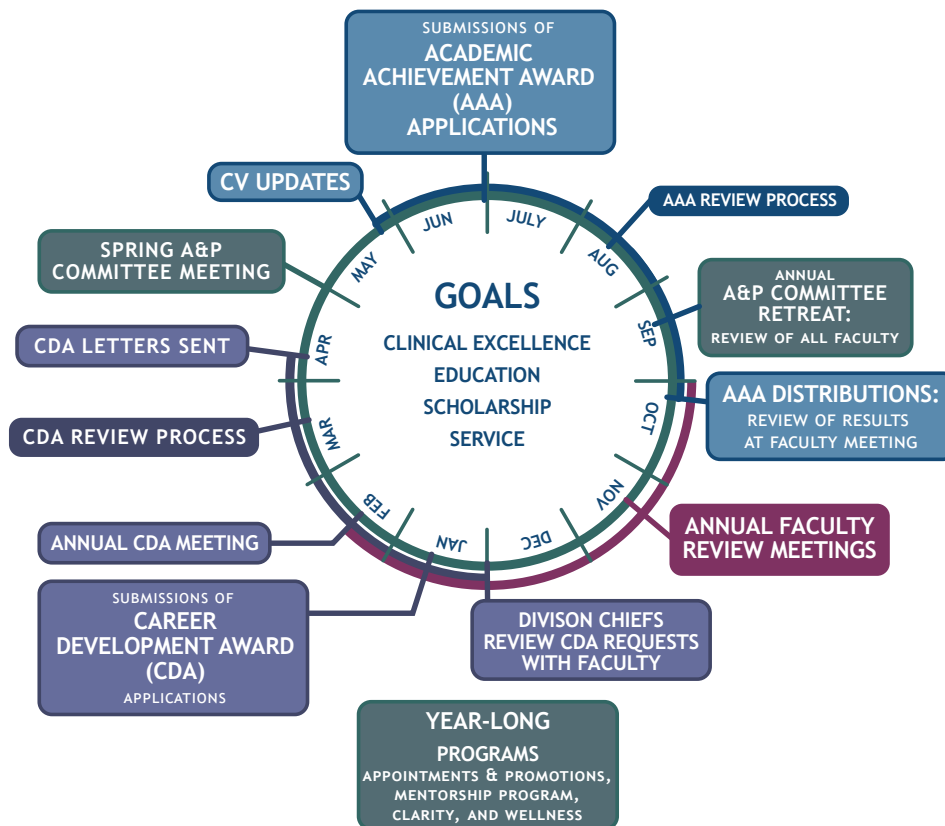 SUBMISSIONS OF
ACADEMIC
ACHIEVEMENT AWARD
(AAA)
APPLICATIONS
CV UPDATES
AAA REVIEW PROCESS
SPRING A&P
COMMITTEE MEETING
ANNUAL
A&P COMMITTEE
RETREAT:
REVIEW OF ALL FACULTY
CDA LETTERS SENT
AAA DISTRIBUTIONS:
REVIEW OF RESULTS
AT FACULTY MEETING
CDA REVIEW PROCESS
ANNUAL FACULTY
REVIEW MEETINGS
ANNUAL CDA MEETING
SUBMISSIONS OF
CAREER
DEVELOPMENT AWARD
(CDA)
APPLICATIONS
DIVISON CHIEFS
REVIEW CDA REQUESTS
WITH FACULTY
JAN
FEB
MAR
APR
MAY
JUN
JULY
AUG
SEP
OCT
NOV
DEC
GOALS
CLINICAL EXCELLENCE
EDUCATION
SCHOLARSHIP
SERVICE
YEAR-LONG
PROGRAMS
APPOINTMENTS & PROMOTIONS,
MENTORSHIP PROGRAM,
CLARITY, AND WELLNESS